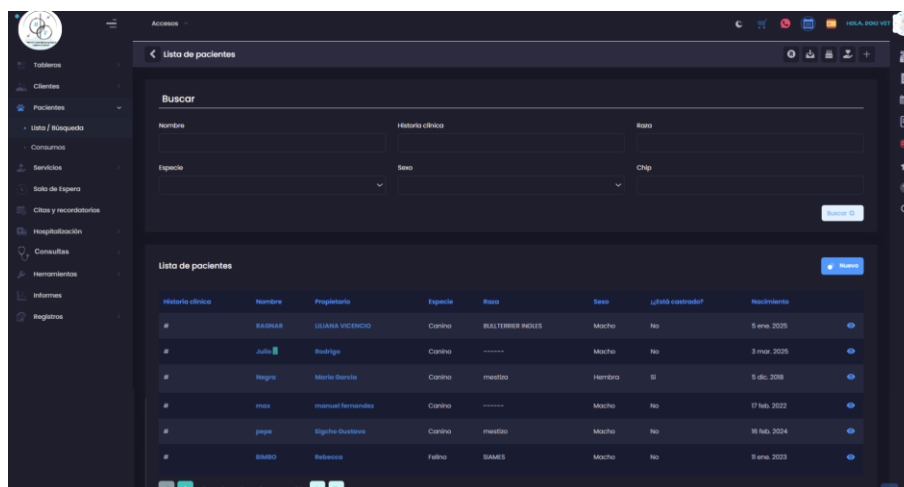 Accesos
HOLA, DOKI VET
Lista de pacientes
Tableros
Clientes
Pacientes
Lista / Búsqueda
Consumos
Servicios
Sala de Espera
Citas y recordatorios
Hospitalización
Consultas
Herramientas
Informes
Registros
Buscar
Nombre Historia clínica Raza
Especie Sexo Chip
Buscar
Lista de pacientes
Nuevo
Historia clínica Nombre Propietario Especie Raza Sexo ¿Está castrado? Nacimiento
# RAGNAR LILIANA VICENCIO Canino BULLTERRIER INGLES Macho No 5 ene. 2025
# Julio Rodrigo Canino ------ Macho No 3 mar. 2025
# Negra Mario Garcia Canino mestizo Hembra Sí 5 dic. 2018
# max manuel fernandez Canino ------ Macho No 17 feb. 2022
# pepe Sigcho Gustavo Canino mestizo Macho No 16 feb. 2024
# BIMBO Rebecca Felino SIAMES Macho No 11 ene. 2023